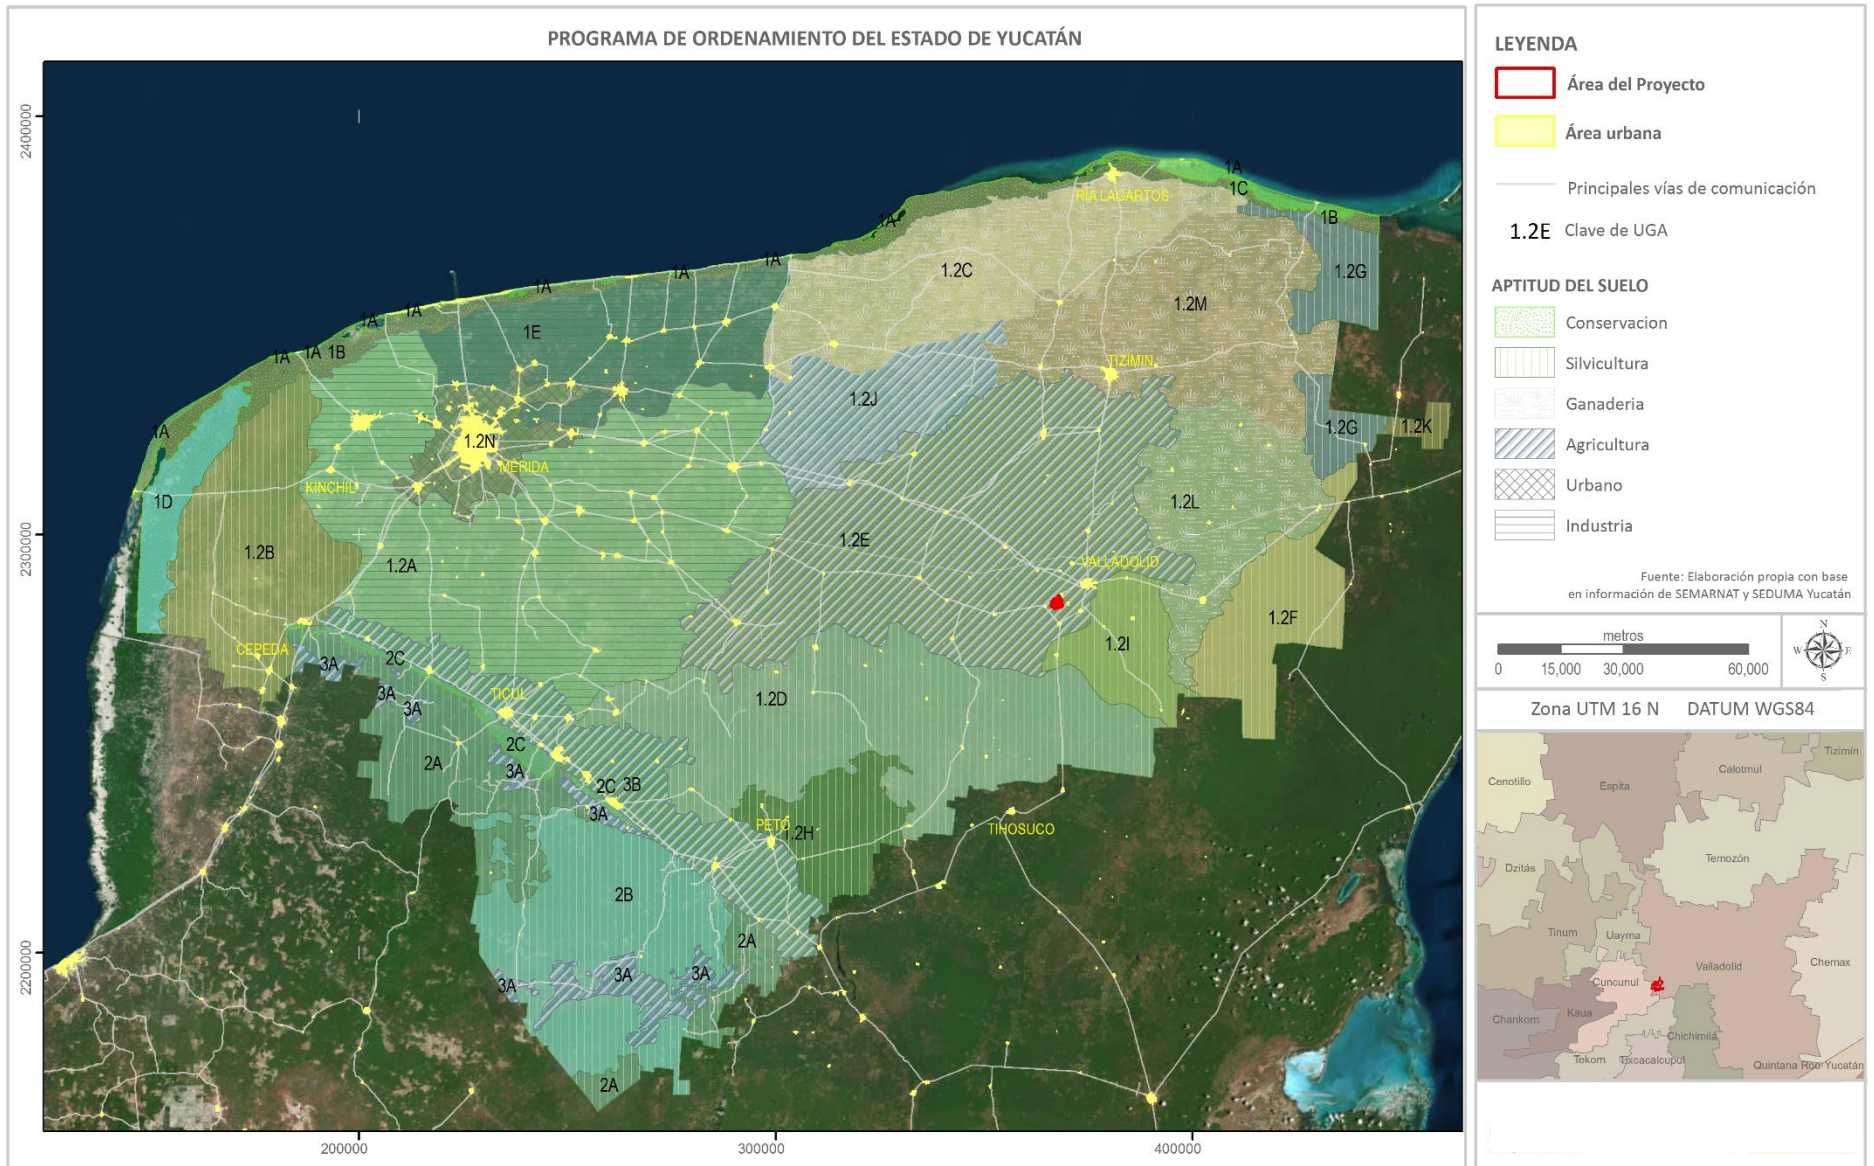 PROGRAMA DE ORDENAMIENTO DEL ESTADO DE YUCATÁN
2400000
2300000
2200000
200000
300000
400000
1A
1C
1B
RIA LAGARTOS
1A
1.2G
1.2C
1A
1A
1.2M
1A
1A
1A
1E
1A
1A
1B
TIZIMIN
1.2J
1.2G
1.2K
1A
1.2N
MÉRIDA
KINCHIL
1D
1.2L
1.2B
1.2A
1.2E
VALLADOLID
1.2F
1.2I
CEPEDA
3A
2C
3A
TICUL
3A
1.2D
2C
2A
3A
2C
3B
3A
PETO
1.2H
TIHOSUCO
2B
2A
3A
3A
3A
2A
LEYENDA
Área del Proyecto
Área urbana
Principales vías de comunicación
1.2E Clave de UGA
APTITUD DEL SUELO
Conservacion
Silvicultura
Ganaderia
Agricultura
Urbano
Industria
Fuente: Elaboración propia con base
en información de SEMARNAT y SEDUMA Yucatán
metros
0 15,000 30,000 60,000
N
W E
S
Zona UTM 16 N DATUM WGS84
Tizimín
Cenotillo
Espita
Calotmul
Dzitás
Temozón
Tinum
Uayma
Valladolid
Chemax
Cuncunul
Chankom
Kaua
Chichimilá
Tekom
Tixcacalcupul
Quintana Roo-Yucatán